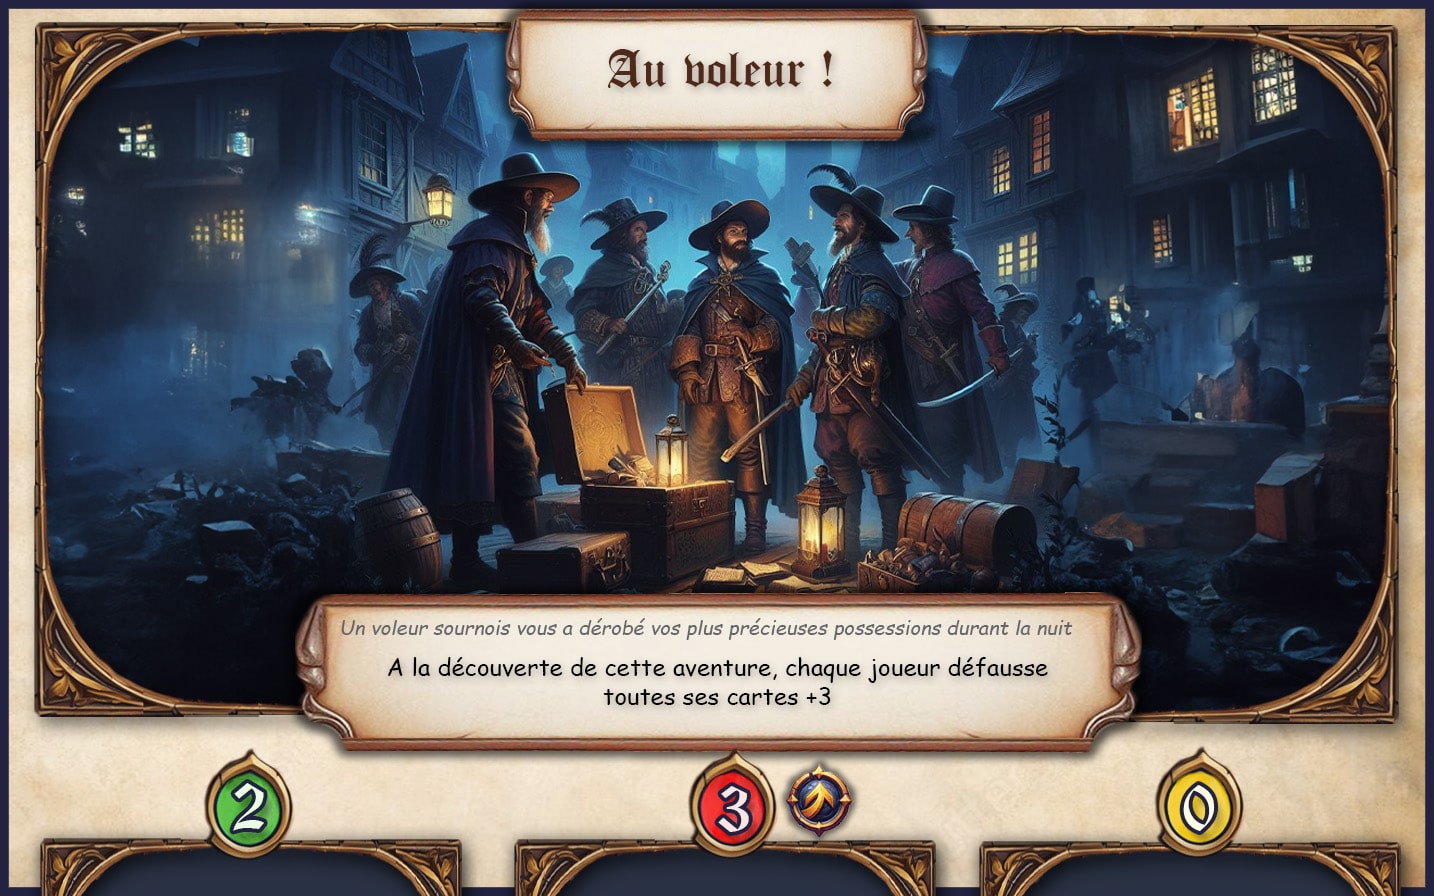 Au voleur !
Un voleur sournois vous a dérobé vos plus précieuses possessions durant la nuit
A la découverte de cette aventure, chaque joueur défausse
toutes ses cartes +3
2 3 0